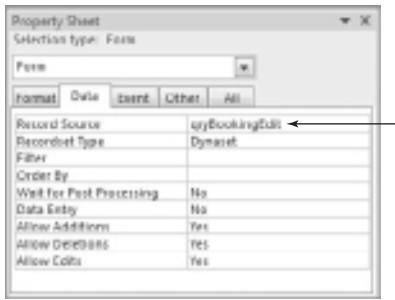 Property Sheet
Selection type: Form
Form
Format Data Event Other All
Record Source qryBookingEdit
Recordset Type Dynaset
Filter
Order By
Wait for Post Processing No
Data Entry No
Allow Additions Yes
Allow Deletions Yes
Allow Edits Yes